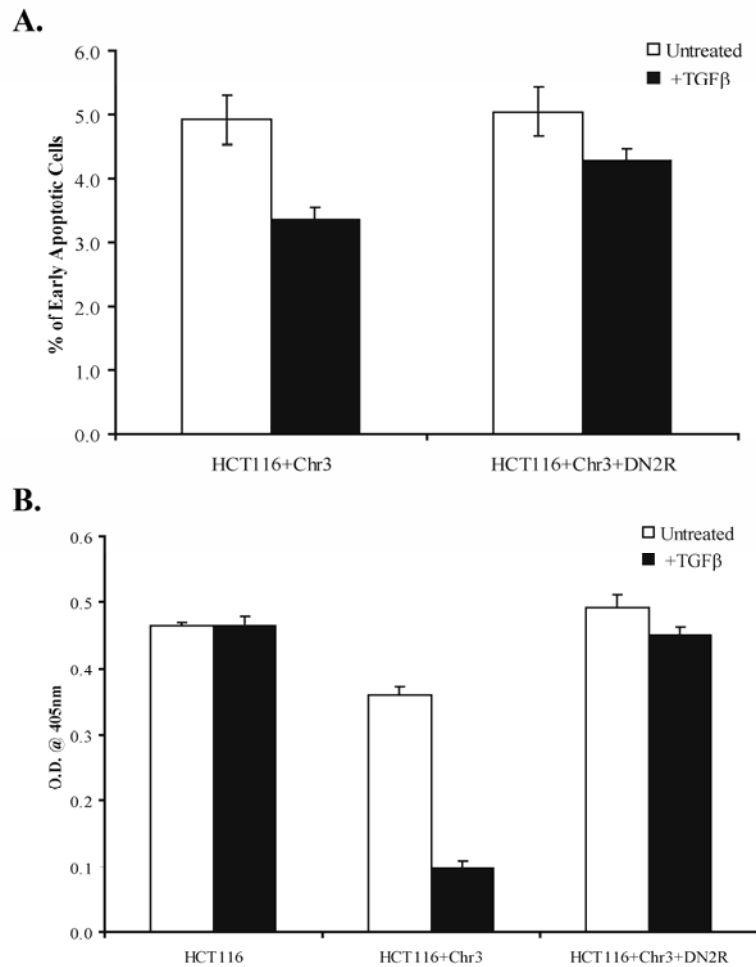 A.
6.0
5.0
4.0
3.0
2.0
1.0
0.0
% of Early Apoptotic Cells
Untreated
+TGFβ
HCT116+Chr3
HCT116+Chr3+DN2R
B.
0.6
0.5
0.4
0.3
0.2
0.1
0.0
O.D. @ 405nm
Untreated
+TGFβ
HCT116
HCT116+Chr3
HCT116+Chr3+DN2R